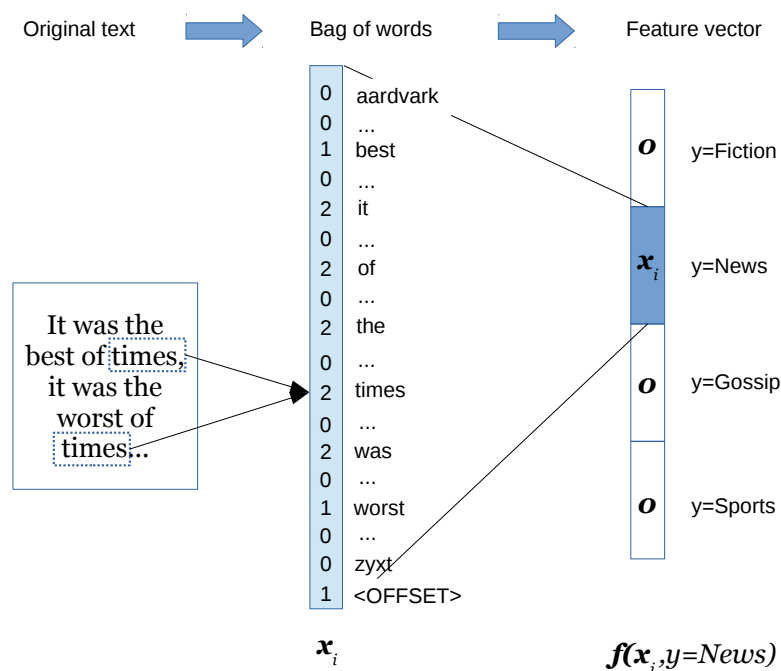 Original text
Bag of words
Feature vector
It was the
best of times,
it was the
worst of
times...
0 aardvark
0 ...
1 best
0 ...
2 it
0 ...
2 of
0 ...
2 the
0 ...
2 times
0 ...
2 was
0 ...
1 worst
0 ...
0 zyxt
1 <OFFSET>
x_i
o y=Fiction
x_i y=News
o y=Gossip
o y=Sports
f(x_i,y=News)